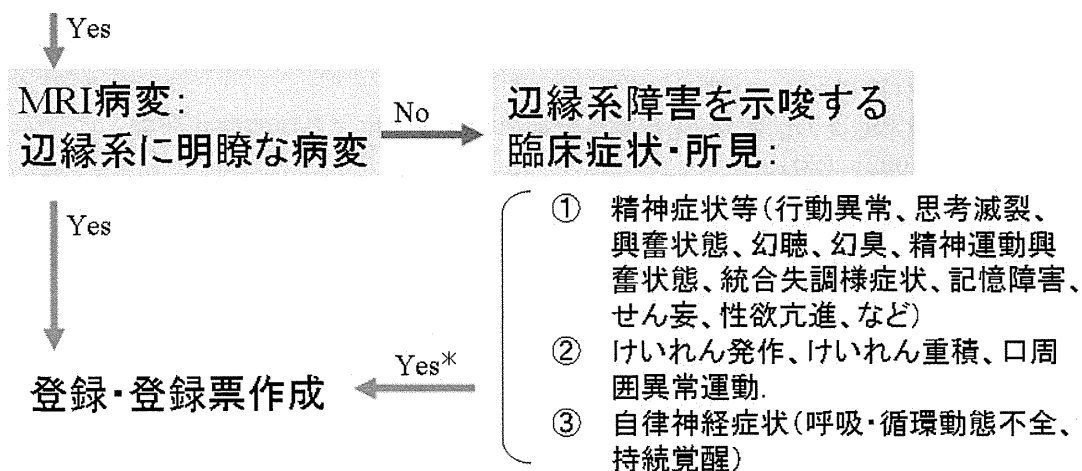 Yes
MRI病変:
辺縁系に明瞭な病変
No
辺縁系障害を示唆する
臨床症状・所見:
Yes
① 精神症状等(行動異常、思考滅裂、
興奮状態、幻聴、幻臭、精神運動興
奮状態、統合失調様症状、記憶障害、
せん妄、性欲亢進、など)
② けいれん発作、けいれん重積、口周
囲異常運動.
③ 自律神経症状(呼吸・循環動態不全、
持続覚醒)
Yes*
登録・登録票作成